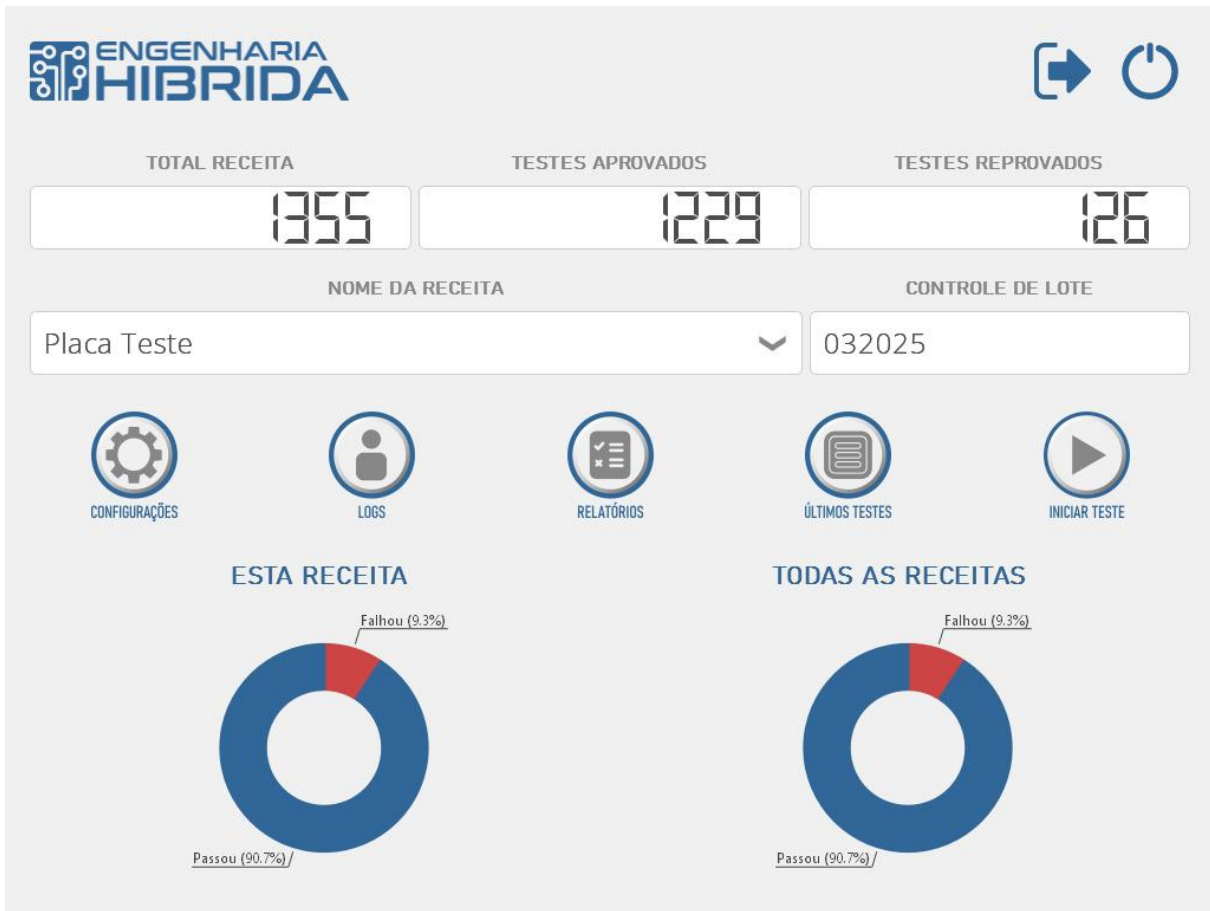 ENGENHARIA
HIBRIDA
TOTAL RECEITA TESTES APROVADOS TESTES REPROVADOS
1355 1229 126
NOME DA RECEITA CONTROLE DE LOTE
Placa Teste 032025
CONFIGURAÇÕES LOGS RELATÓRIOS ÚLTIMOS TESTES INICIAR TESTE
ESTA RECEITA TODAS AS RECEITAS
Falhou (9.3%) Falhou (9.3%)
Passou (90.7%) Passou (90.7%)